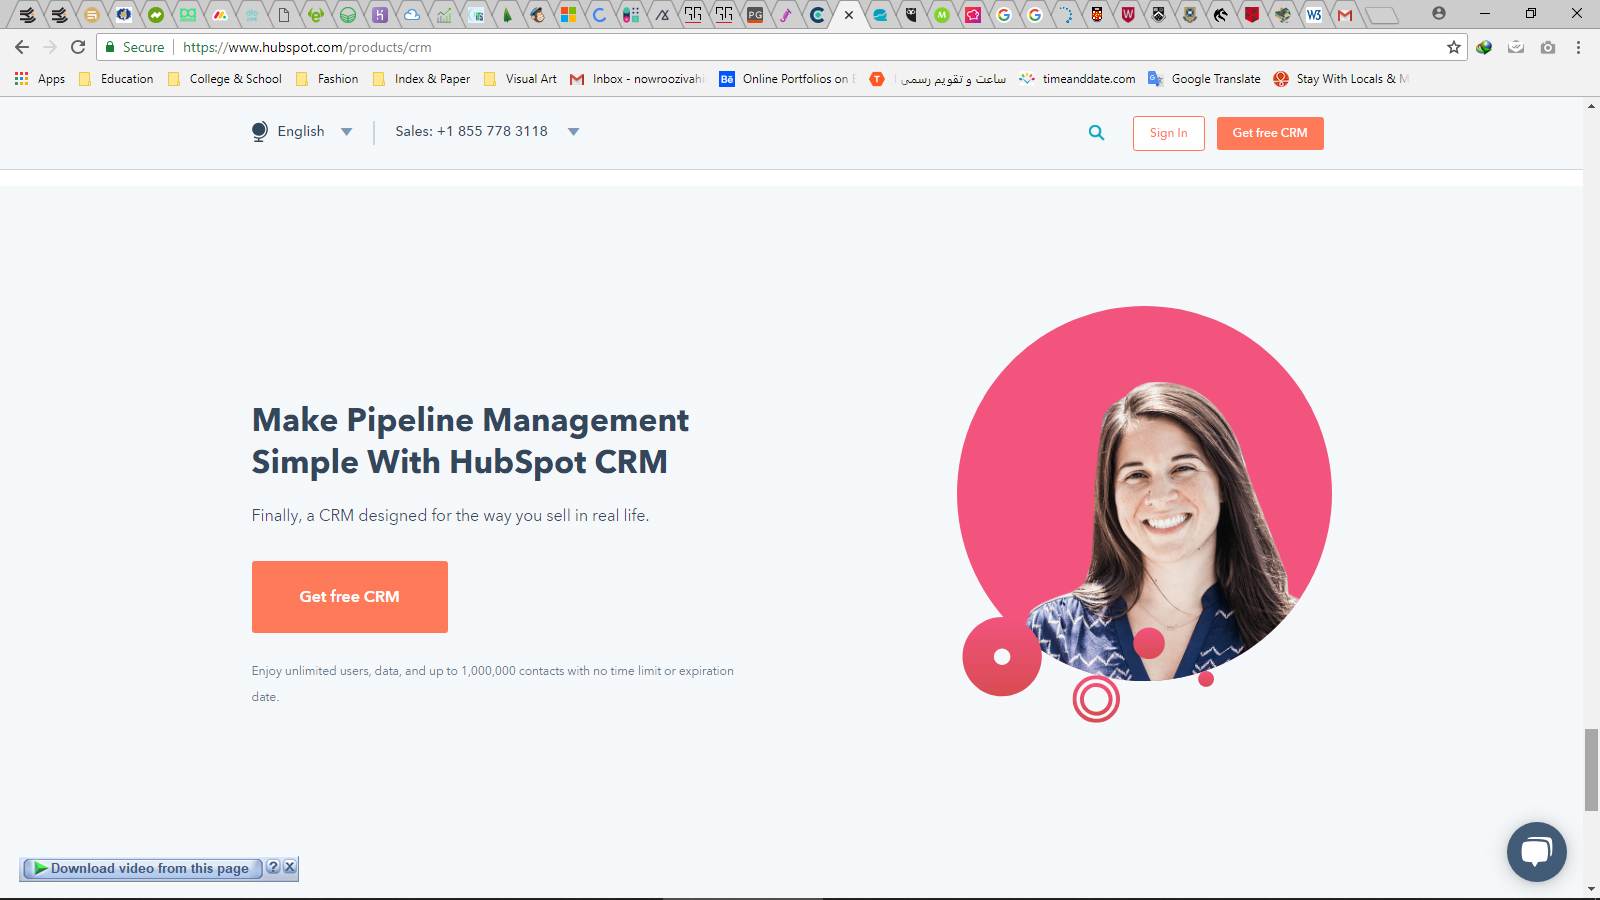 PG
W3
Secure
https://www.hubspot.com/products/crm
Apps
Education
College & School
Fashion
Index & Paper
Visual Art
Inbox - nowroozivahi
Bē
Online Portfolios on
T
ساعت و تقویم رسمی
timeanddate.com
Google Translate
Stay With Locals & M
English
Sales: +1 855 778 3118
Sign In
Get free CRM
Make Pipeline Management
Simple With HubSpot CRM
Finally, a CRM designed for the way you sell in real life.
Get free CRM
Enjoy unlimited users, data, and up to 1,000,000 contacts with no time limit or expiration
date.
Download video from this page